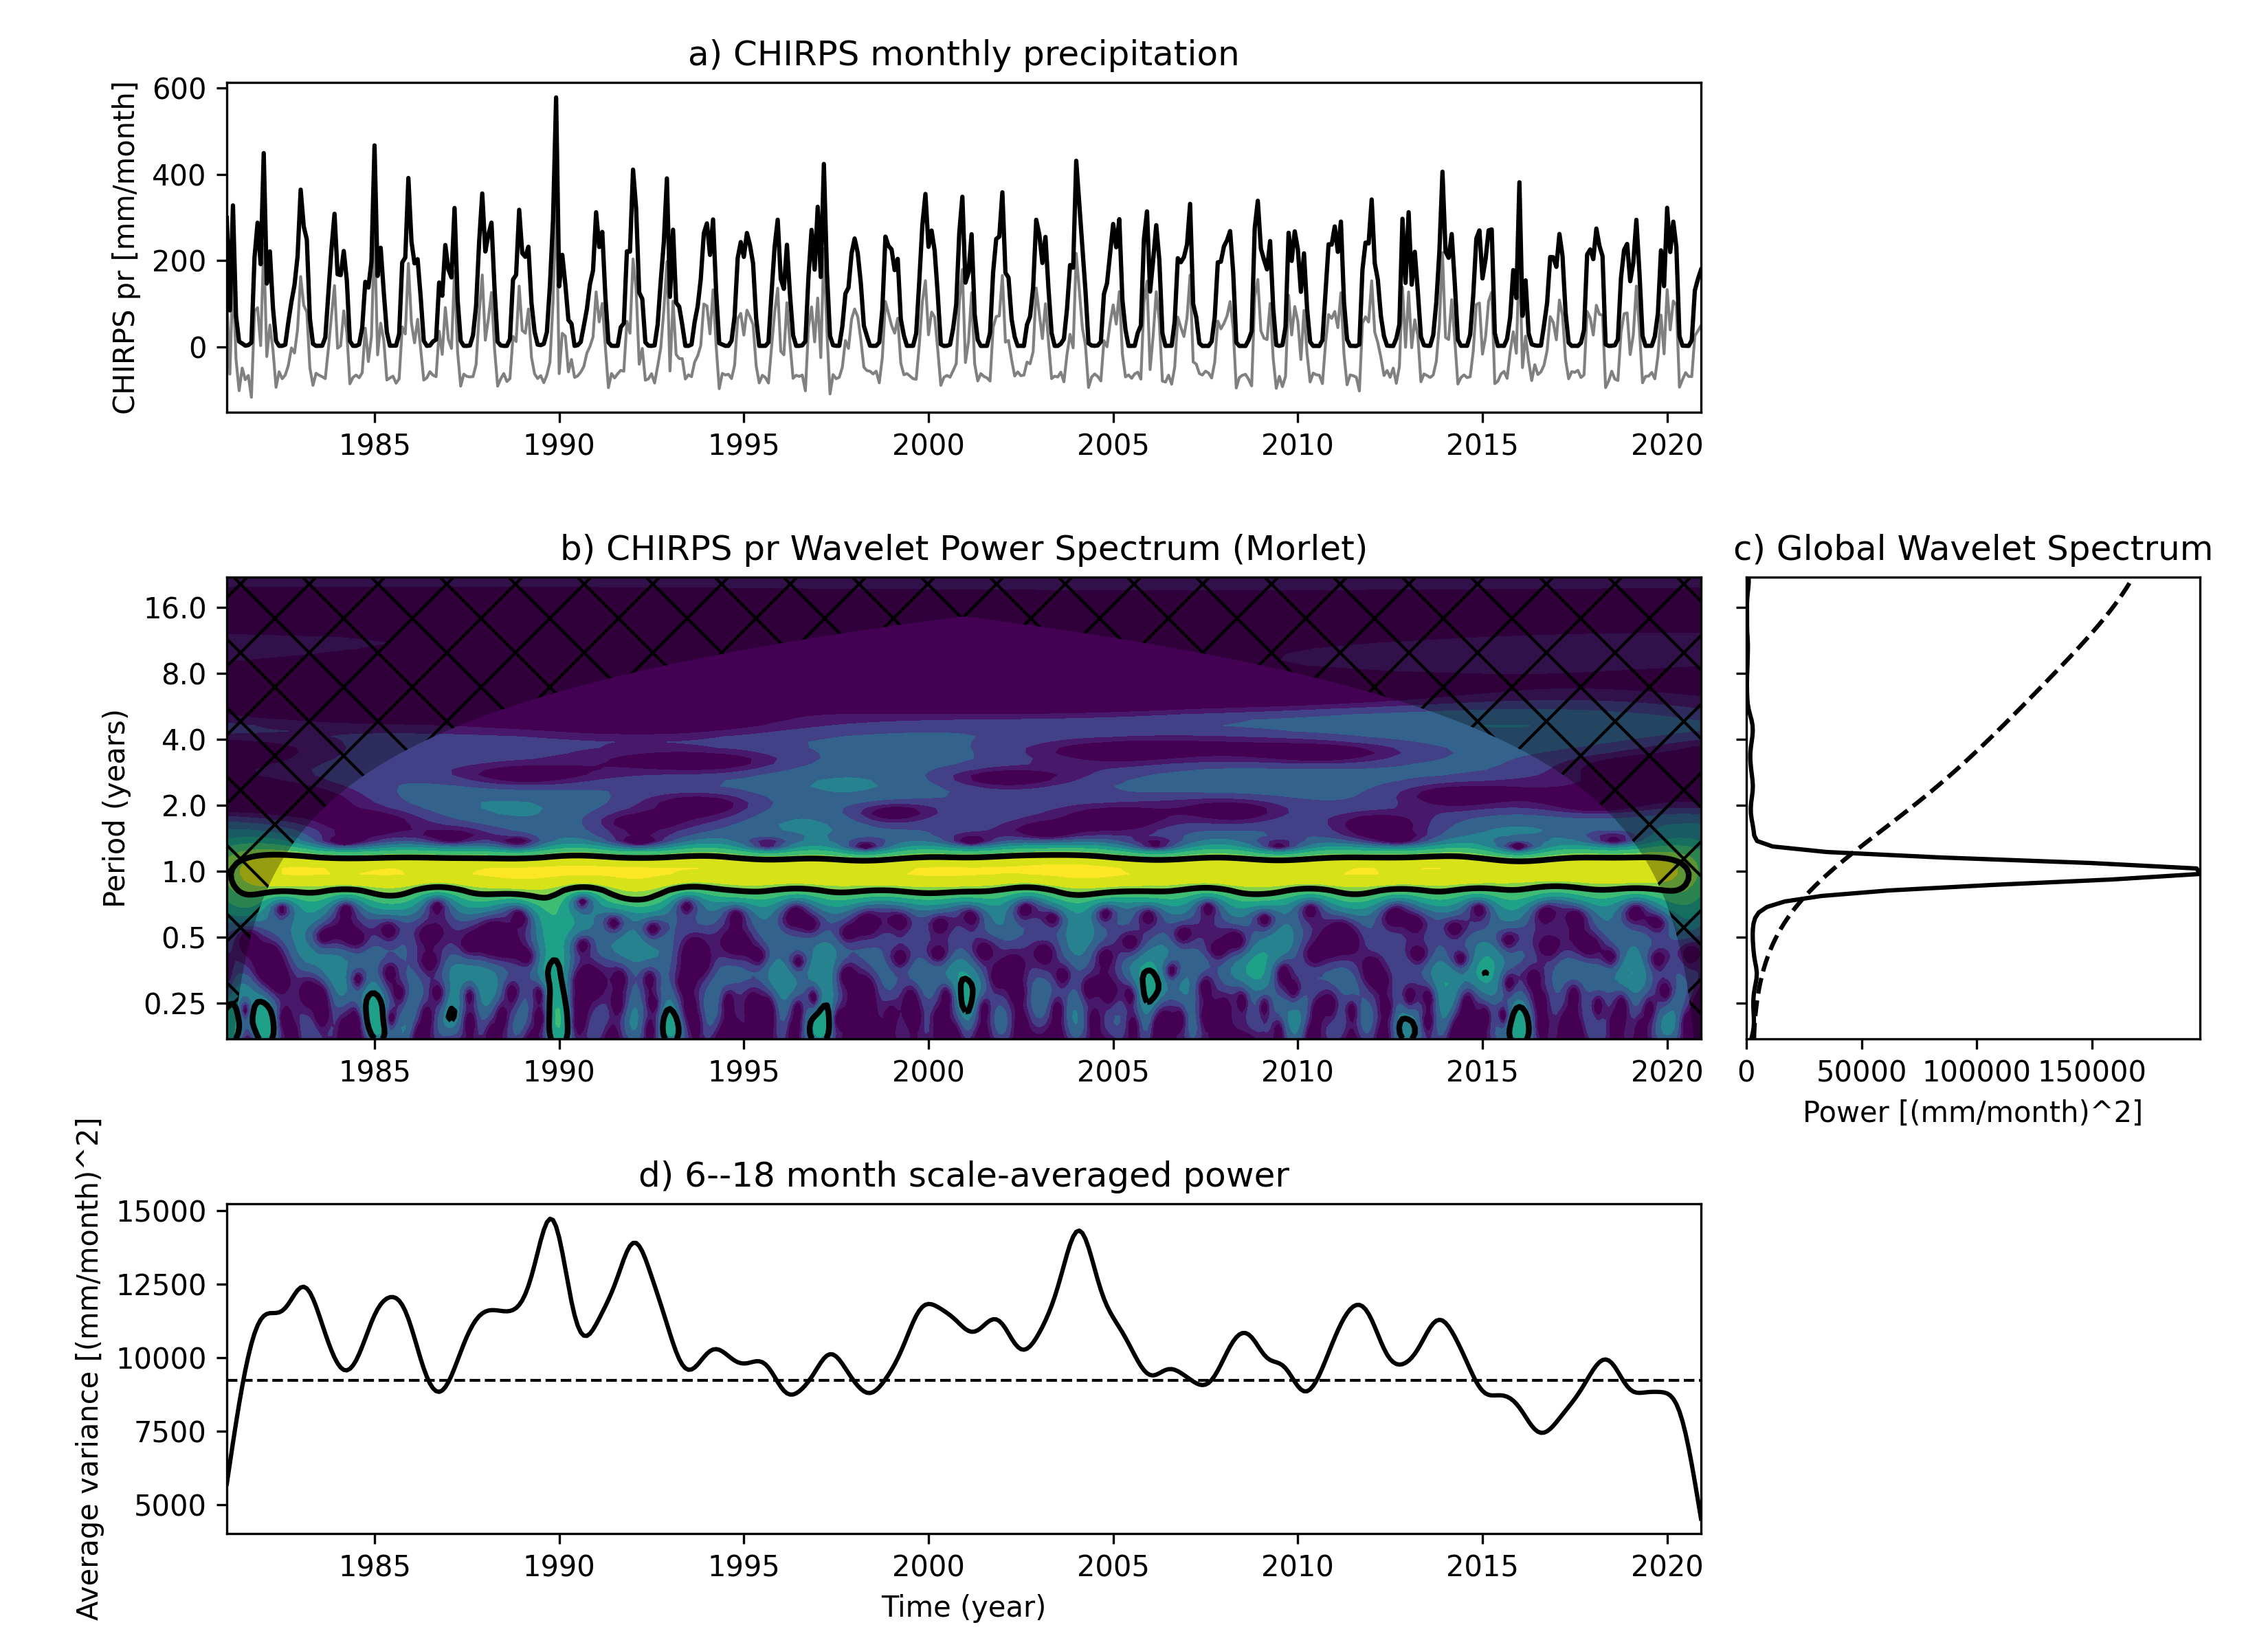 a) CHIRPS monthly precipitation
CHIRPS pr [mm/month]
600
400
200
0
1985 1990 1995 2000 2005 2010 2015 2020
b) CHIRPS pr Wavelet Power Spectrum (Morlet)
Period (years)
16.0
8.0
4.0
2.0
1.0
0.5
0.25
1985 1990 1995 2000 2005 2010 2015 2020
c) Global Wavelet Spectrum
0 50000 100000 150000
Power [(mm/month)^2]
d) 6--18 month scale-averaged power
Average variance [(mm/month)^2]
15000
12500
10000
7500
5000
1985 1990 1995 2000 2005 2010 2015 2020
Time (year)